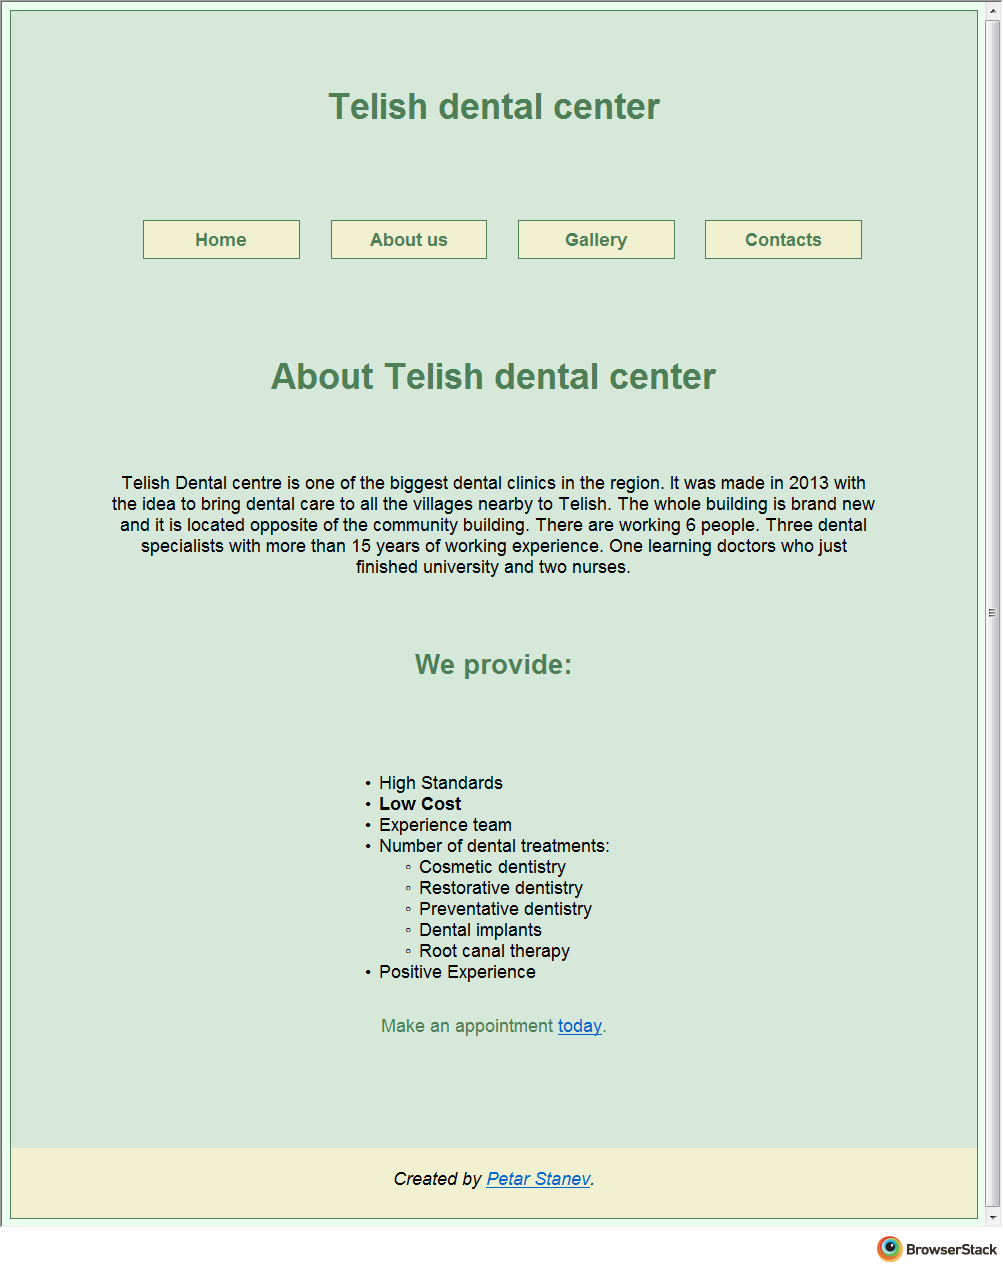 Telish dental center
Home About us Gallery Contacts
About Telish dental center
Telish Dental centre is one of the biggest dental clinics in the region. It was made in 2013 with
the idea to bring dental care to all the villages nearby to Telish. The whole building is brand new
and it is located opposite of the community building. There are working 6 people. Three dental
specialists with more than 15 years of working experience. One learning doctors who just
finished university and two nurses.
We provide:
• High Standards
• Low Cost
• Experience team
• Number of dental treatments:
◦ Cosmetic dentistry
◦ Restorative dentistry
◦ Preventative dentistry
◦ Dental implants
◦ Root canal therapy
• Positive Experience
Make an appointment today.
Created by Petar Stanev.
BrowserStack